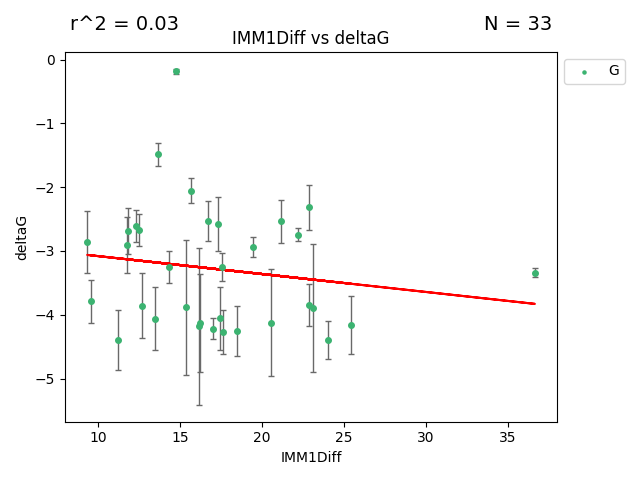 r^2 = 0.03
N = 33
IMM1Diff vs deltaG
G
0
−1
−2
−3
−4
−5
deltaG
10 15 20 25 30 35
IMM1Diff